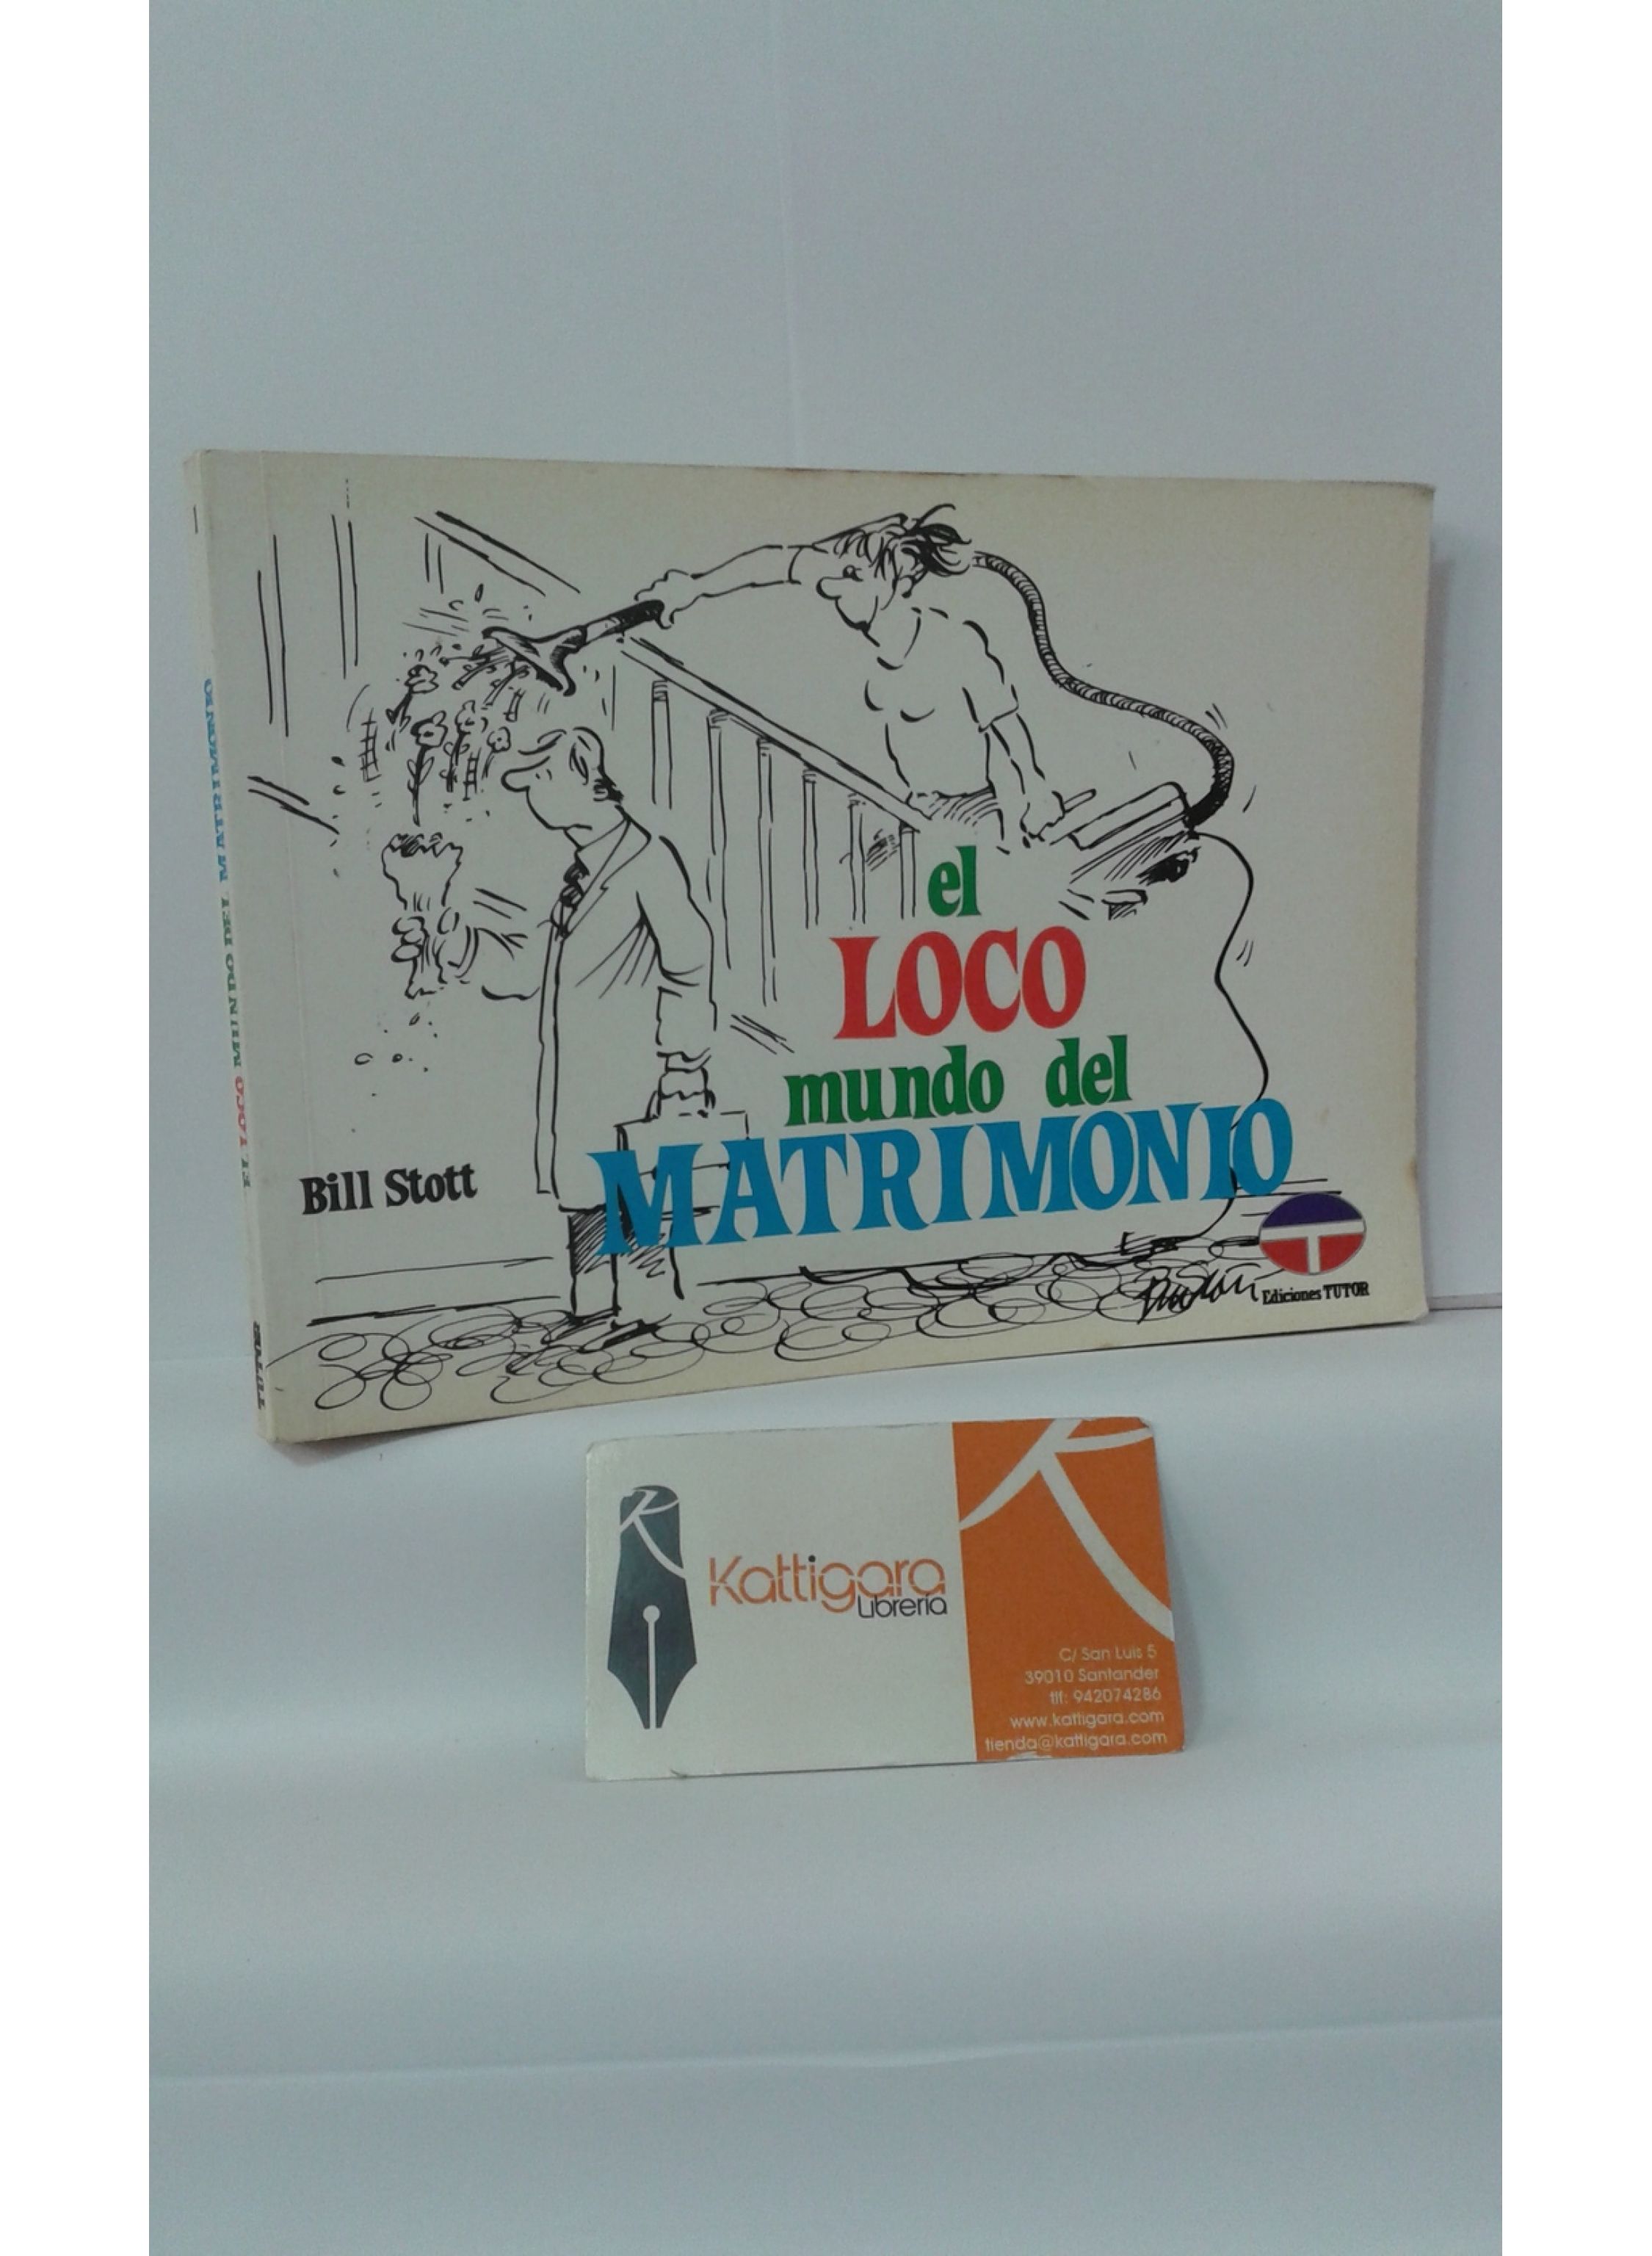 EL LOCO MUNDO DEL MATRIMONIO
TUTOR
el
LOCO
mundo del
MATRIMONIO
Bill Stott
Ediciones TUTOR
Kattigara
Librería
C/ San Luis 5
39010 Santander
tlf: 942074286
www.kattigara.com
tienda@kattigara.com